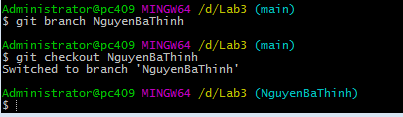 Administrator@pc409 MINGW64 /d/Lab3 (main)
$ git branch NguyenBaThinh
Administrator@pc409 MINGW64 /d/Lab3 (main)
$ git checkout NguyenBaThinh
Switched to branch 'NguyenBaThinh'
Administrator@pc409 MINGW64 /d/Lab3 (NguyenBaThinh)
$